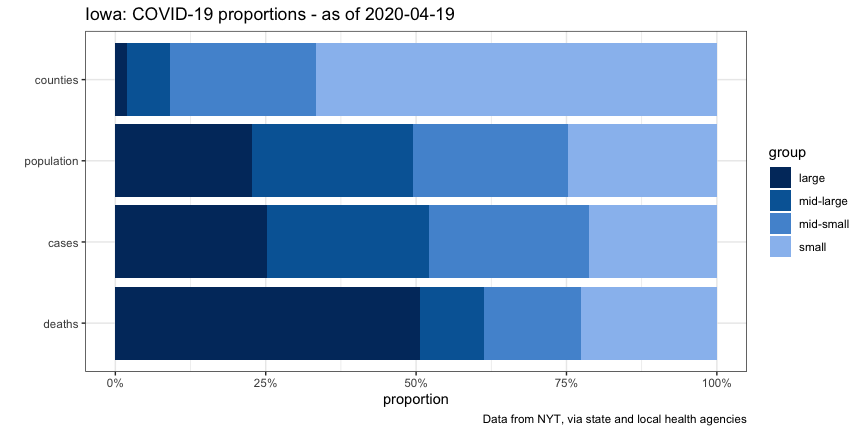 Iowa: COVID-19 proportions - as of 2020-04-19
counties
population
cases
deaths
0% 25% 50% 75% 100%
proportion
group
large
mid-large
mid-small
small
Data from NYT, via state and local health agencies